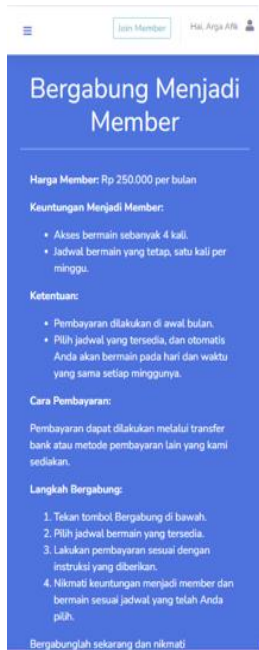 Join Member
Hai, Arga Afik
Bergabung Menjadi
Member
Harga Member: Rp 250.000 per bulan
Keuntungan Menjadi Member:
• Akses bermain sebanyak 4 kali.
• Jadwal bermain yang tetap, satu kali per
minggu.
Ketentuan:
• Pembayaran dilakukan di awal bulan.
• Pilih jadwal yang tersedia, dan otomatis
Anda akan bermain pada hari dan waktu
yang sama setiap minggunya.
Cara Pembayaran:
Pembayaran dapat dilakukan melalui transfer
bank atau metode pembayaran lain yang kami
sediakan.
Langkah Bergabung:
1. Tekan tombol Bergabung di bawah.
2. Pilih jadwal bermain yang tersedia.
3. Lakukan pembayaran sesuai dengan
instruksi yang diberikan.
4. Nikmati keuntungan menjadi member dan
bermain sesuai jadwal yang telah Anda
pilih.
Bergabunglah sekarang dan nikmati